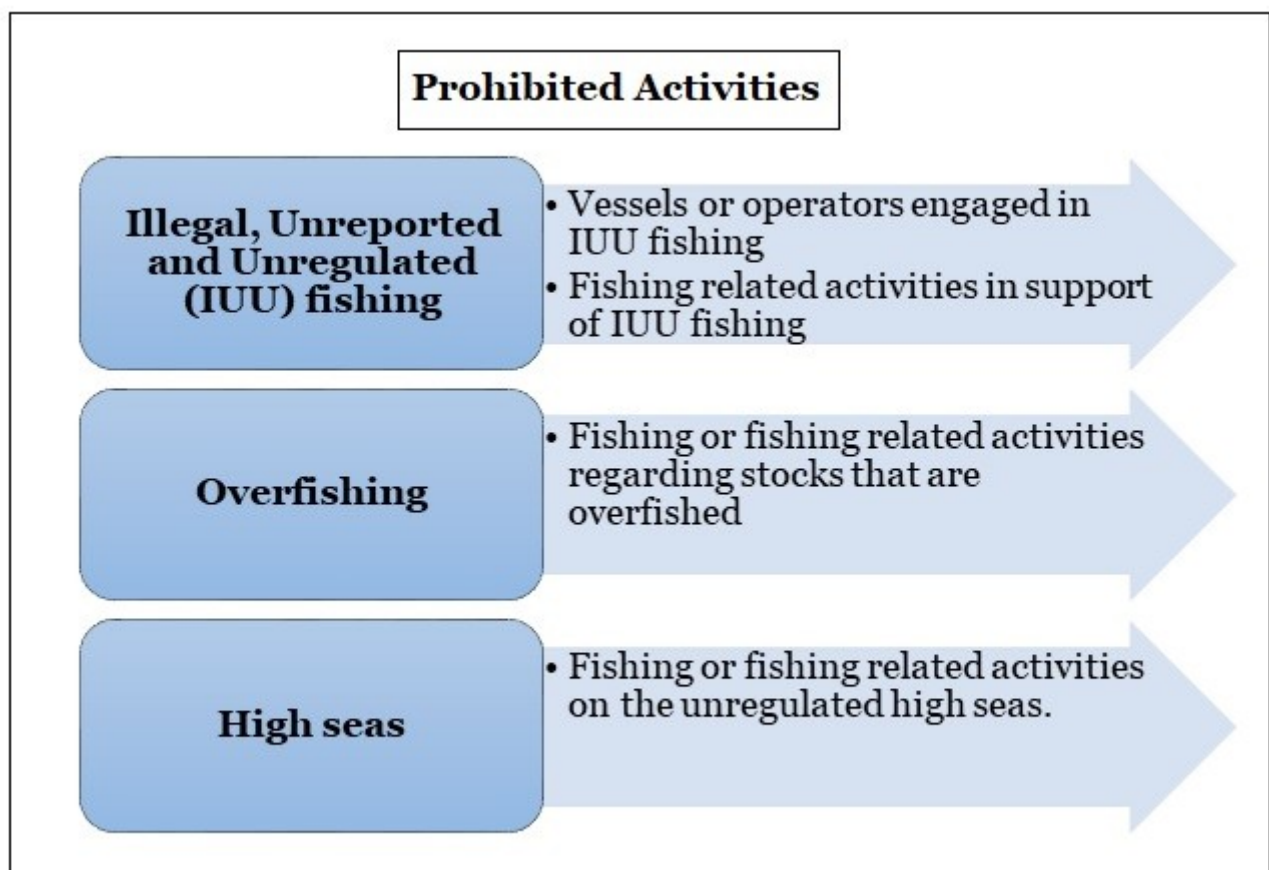 Prohibited Activities
Illegal, Unreported
and Unregulated
(IUU) fishing
• Vessels or operators engaged in
IUU fishing
• Fishing related activities in support
of IUU fishing
Overfishing
• Fishing or fishing related activities
regarding stocks that are
overfished
High seas
• Fishing or fishing related activities
on the unregulated high seas.